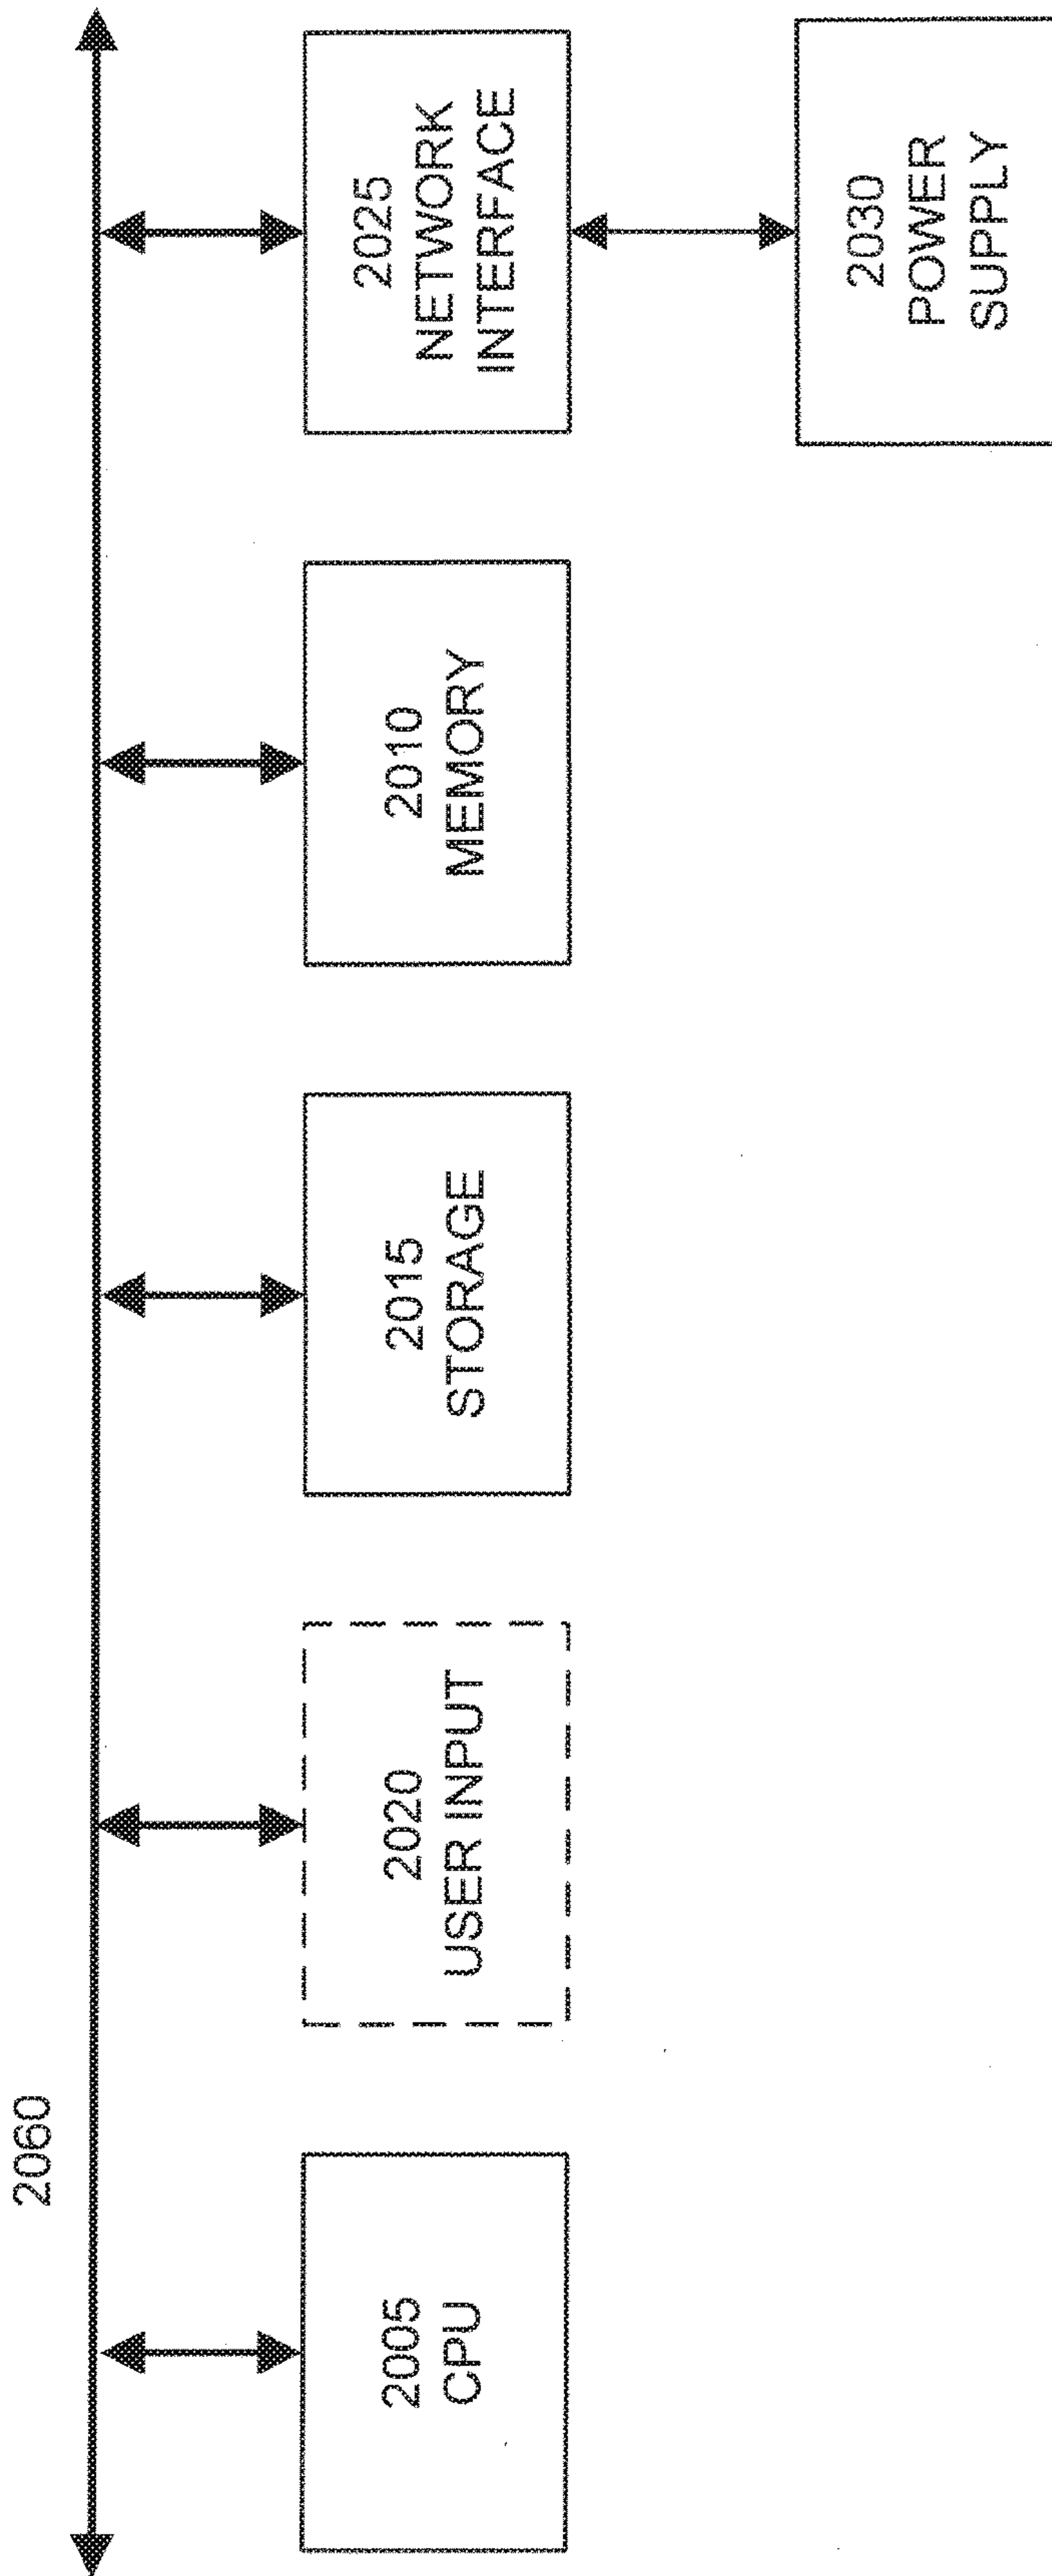 2060
2005
CPU
2020
USER INPUT
2015
STORAGE
2010
MEMORY
2025
NETWORK
INTERFACE
2030
POWER
SUPPLY